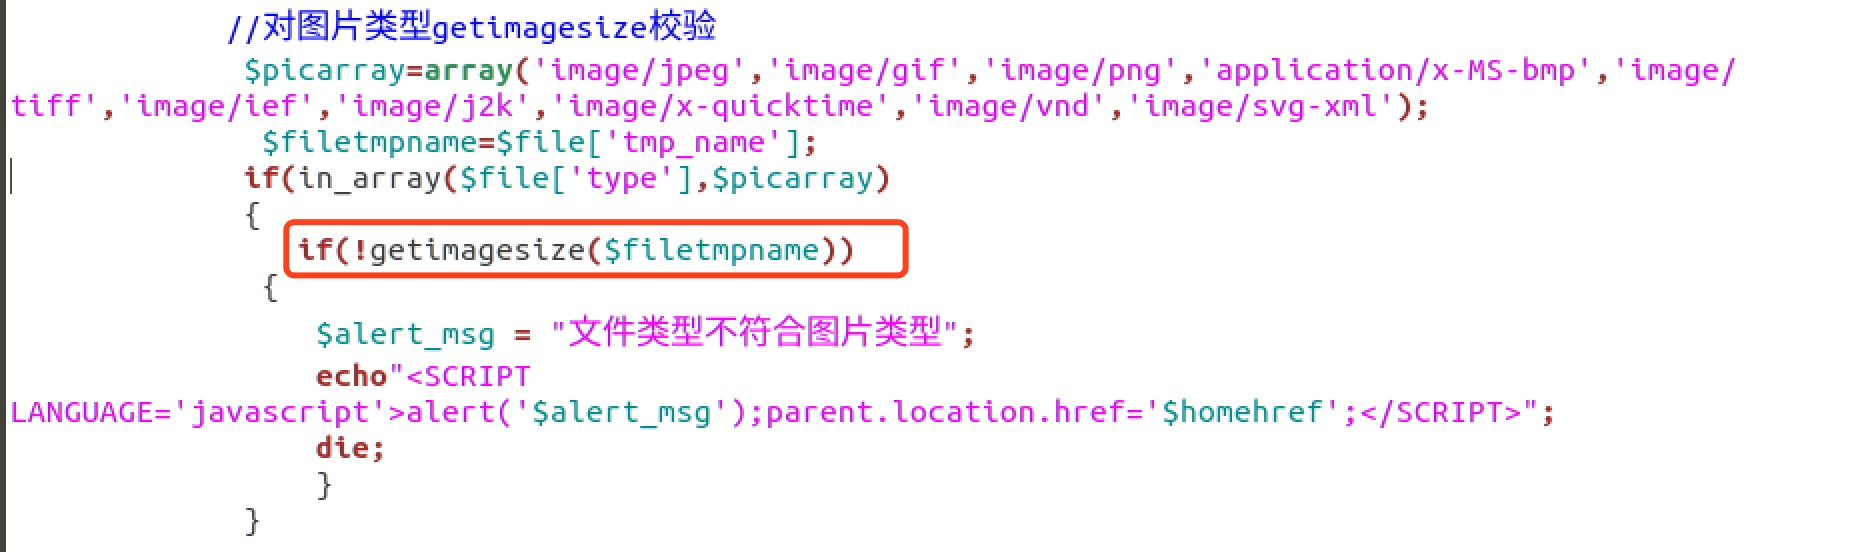 //对图片类型getimagesize校验
$picarray=array('image/jpeg','image/gif','image/png','application/x-MS-bmp','image/
tiff','image/ief','image/j2k','image/x-quicktime','image/vnd','image/svg-xml');
$filetmpname=$file['tmp_name'];
if(in_array($file['type'],$picarray)
{
if(!getimagesize($filetmpname))
{
$alert_msg = "文件类型不符合图片类型";
echo"<SCRIPT
LANGUAGE='javascript'>alert('$alert_msg');parent.location.href='$homehref';</SCRIPT>";
die;
}
}